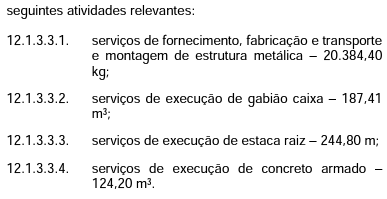 seguintes atividades relevantes:
12.1.3.3.1. serviços de fornecimento, fabricação e transporte
e montagem de estrutura metálica – 20.384,40
kg;
12.1.3.3.2. serviços de execução de gabião caixa – 187,41
m³;
12.1.3.3.3. serviços de execução de estaca raiz – 244,80 m;
12.1.3.3.4. serviços de execução de concreto armado –
124,20 m³.